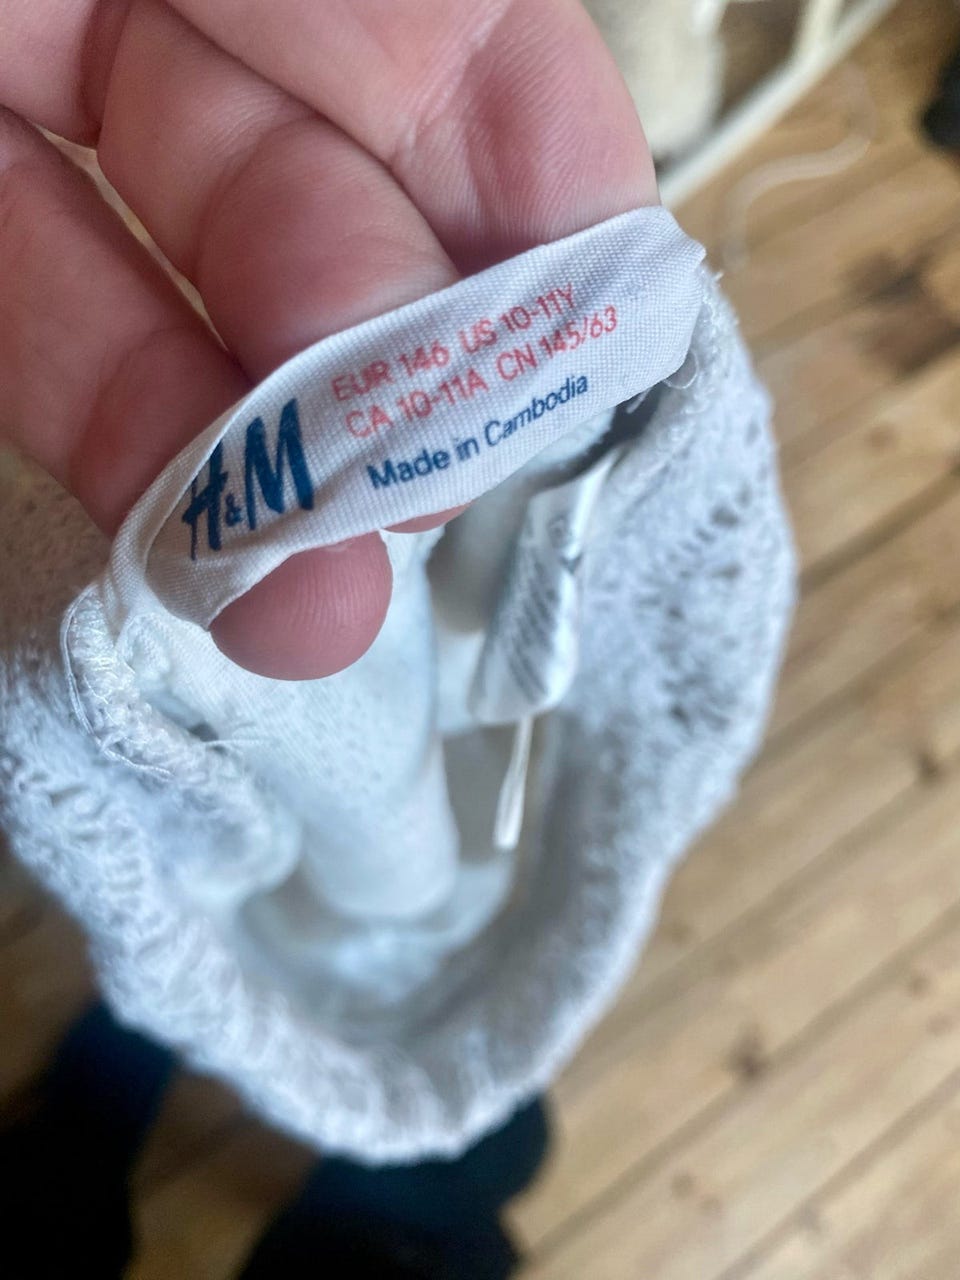 H&M
EUR 146 US 10-11Y
CA 10-11A CN 145/63
Made in Cambodia